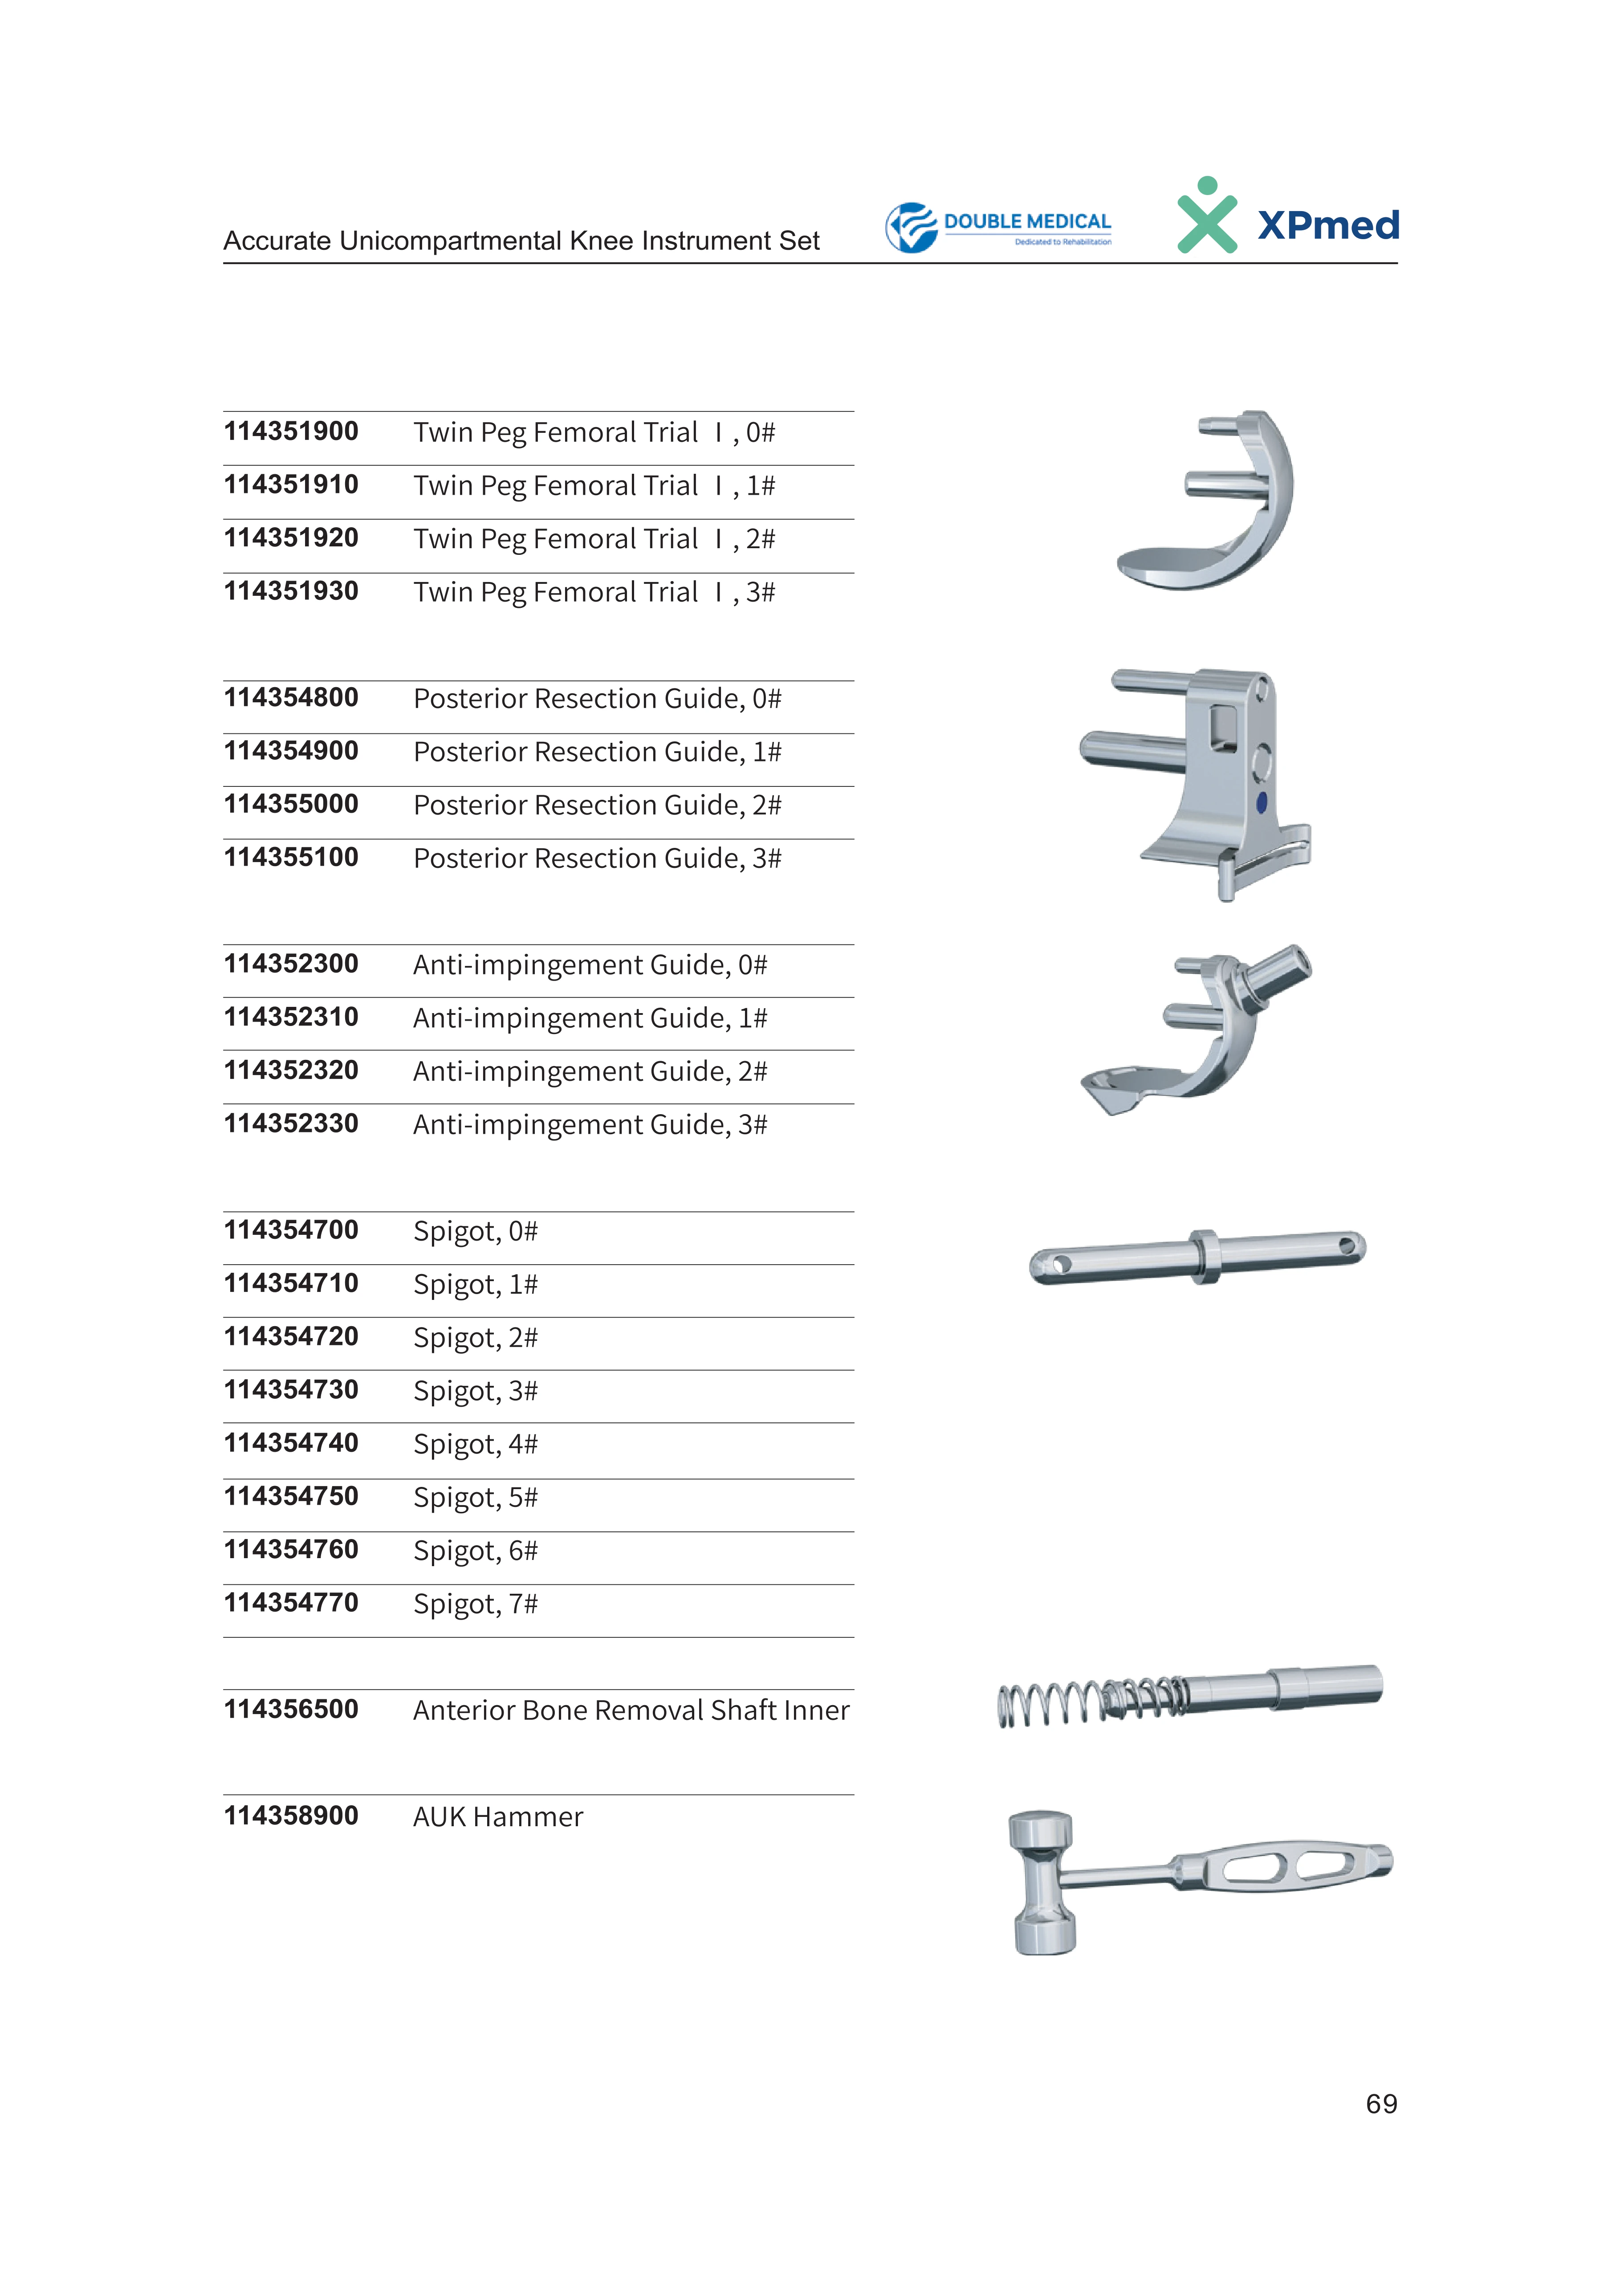 Accurate Unicompartmental Knee Instrument Set
DOUBLE MEDICAL
Dedicated to Rehabilitation
XPmed
114351900 Twin Peg Femoral Trial Ⅰ, 0#
114351910 Twin Peg Femoral Trial Ⅰ, 1#
114351920 Twin Peg Femoral Trial Ⅰ, 2#
114351930 Twin Peg Femoral Trial Ⅰ, 3#
114354800 Posterior Resection Guide, 0#
114354900 Posterior Resection Guide, 1#
114355000 Posterior Resection Guide, 2#
114355100 Posterior Resection Guide, 3#
114352300 Anti-impingement Guide, 0#
114352310 Anti-impingement Guide, 1#
114352320 Anti-impingement Guide, 2#
114352330 Anti-impingement Guide, 3#
114354700 Spigot, 0#
114354710 Spigot, 1#
114354720 Spigot, 2#
114354730 Spigot, 3#
114354740 Spigot, 4#
114354750 Spigot, 5#
114354760 Spigot, 6#
114354770 Spigot, 7#
114356500 Anterior Bone Removal Shaft Inner
114358900 AUK Hammer
69